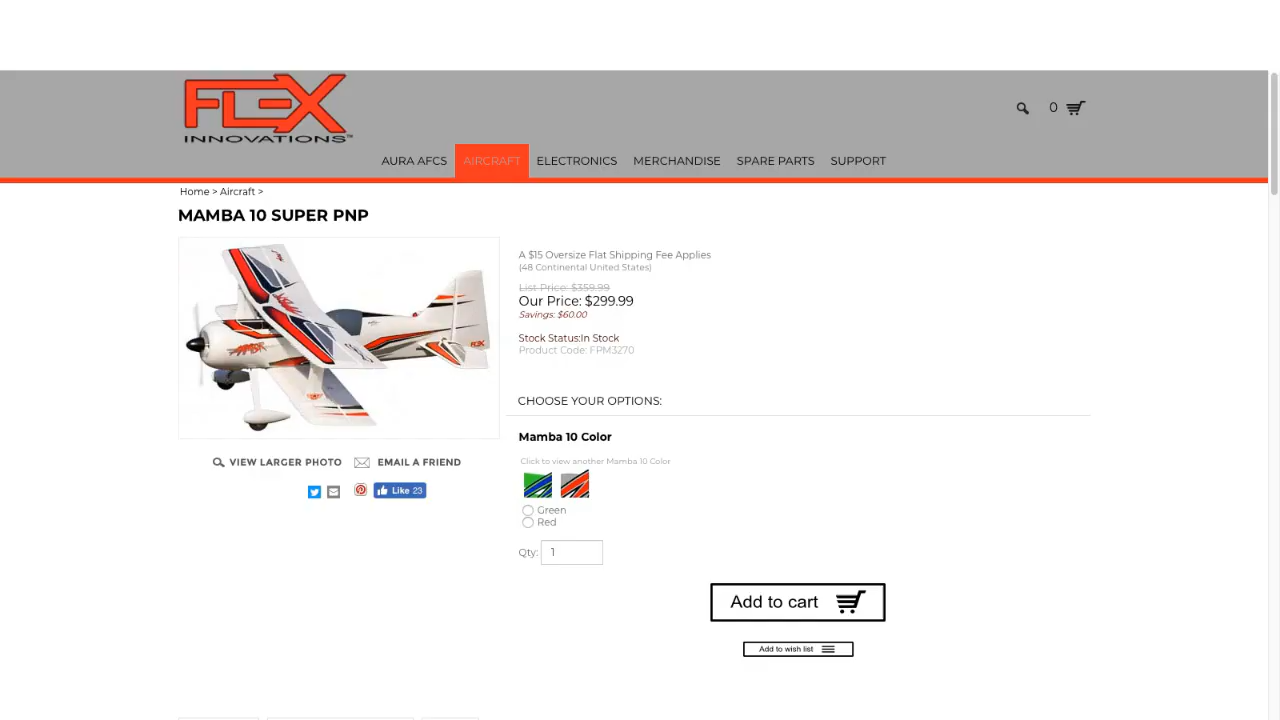 FLEX
INNOVATIONS™
0
AURA AFCS
AIRCRAFT
ELECTRONICS
MERCHANDISE
SPARE PARTS
SUPPORT
Home > Aircraft >
MAMBA 10 SUPER PNP
A $15 Oversize Flat Shipping Fee Applies
(48 Continental United States)
List Price: $359.99
Our Price: $299.99
Savings: $60.00
Stock Status:In Stock
Product Code: FPM3270
MAMBA
FLEX
VIEW LARGER PHOTO
EMAIL A FRIEND
Like 23
CHOOSE YOUR OPTIONS:
Mamba 10 Color
Click to view another Mamba 10 Color
Green
Red
Qty: 1
Add to cart
Add to wish list